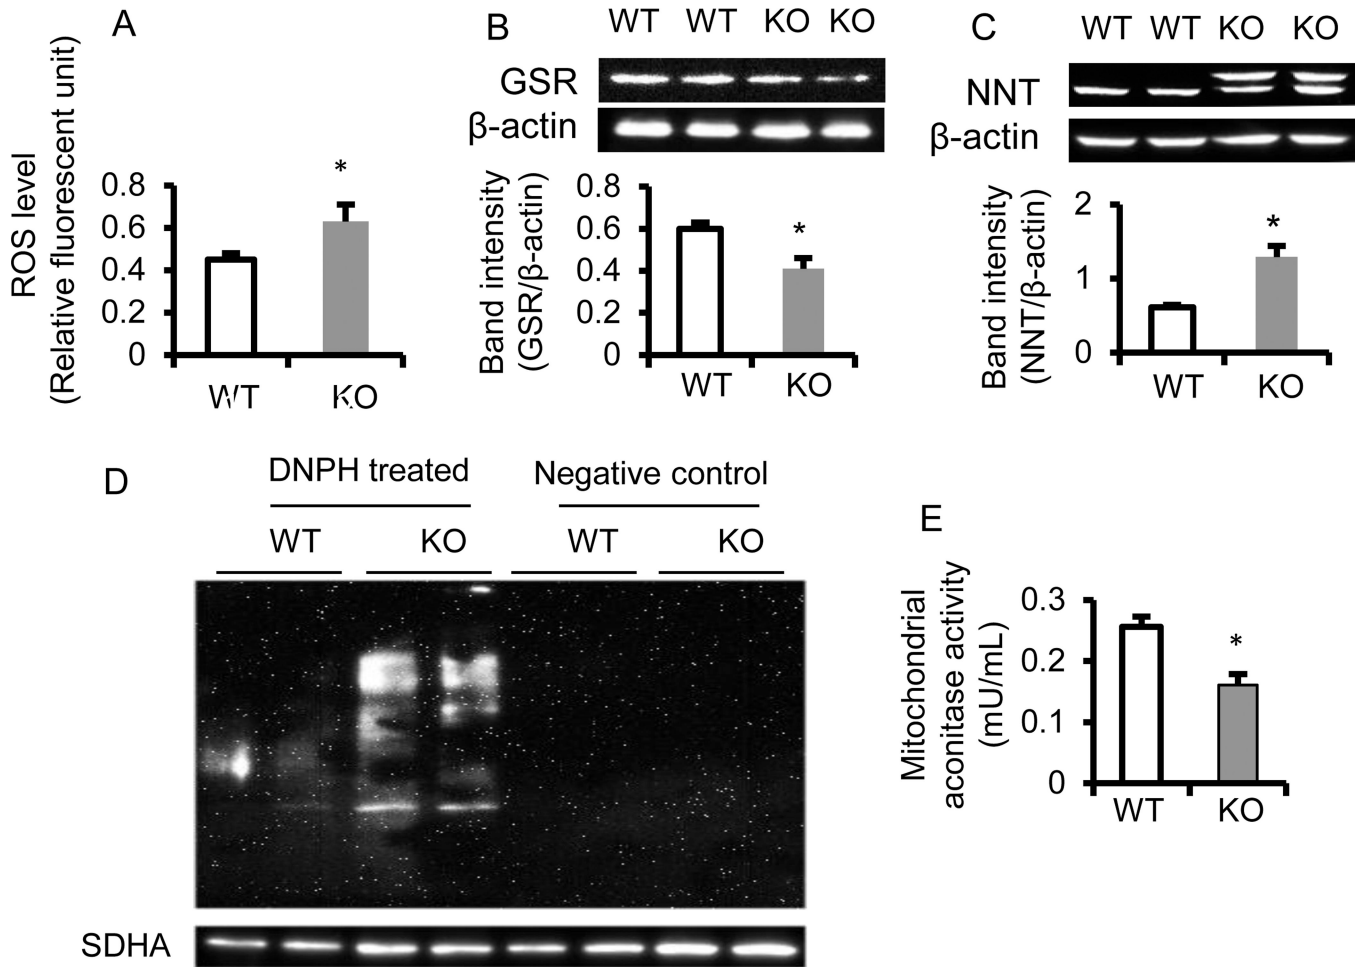 A
ROS level
(Relative fluorescent unit)
*
0.8
0.6
0.4
0.2
0
WT KO
B
WT WT KO KO
GSR
β-actin
Band intensity
(GSR/β-actin)
0.8
0.6
0.4
0.2
0
*
WT KO
C
WT WT KO KO
NNT
β-actin
Band intensity
(NNT/β-actin)
2
1
0
*
WT KO
D
DNPH treated Negative control
WT KO WT KO
SDHA
E
Mitochondrial
aconitase activity
(mU/mL)
0.3
0.2
0.1
0
*
WT KO